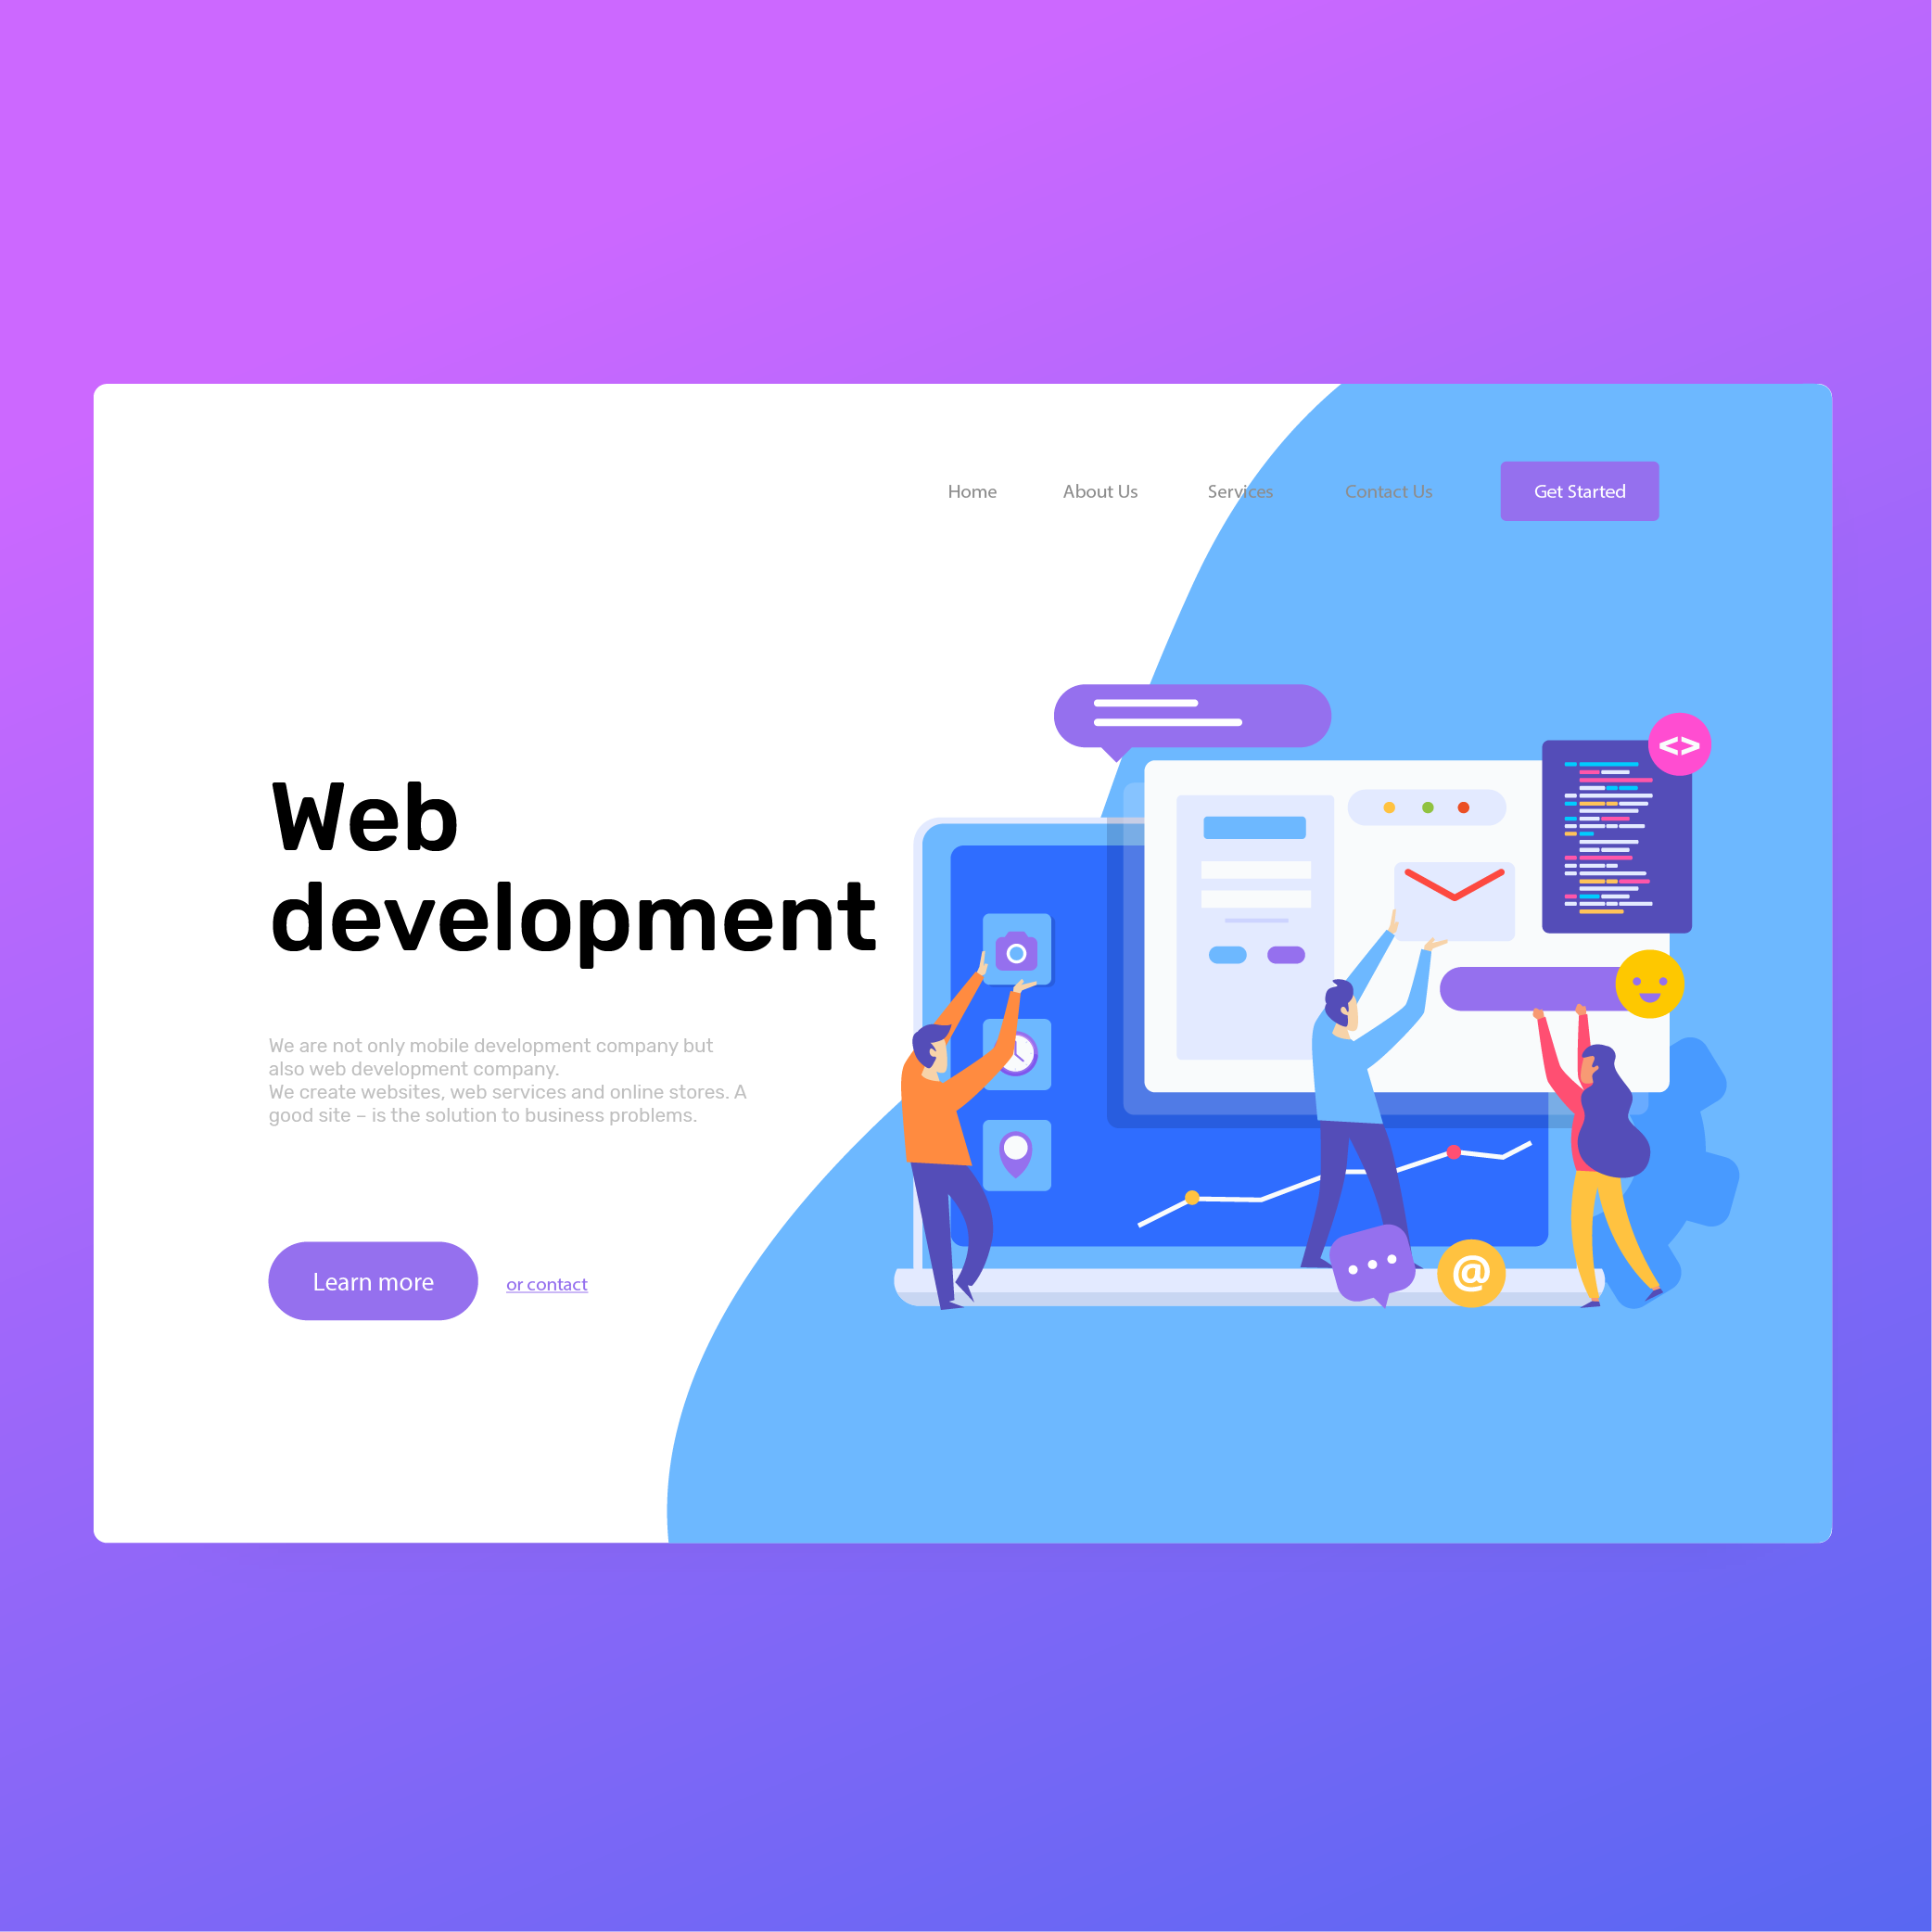 Home About Us Services Contact Us Get Started
<>
Web
development
We are not only mobile development company but
also web development company.
We create websites, web services and online stores. A
good site – is the solution to business problems.
Learn more or contact
@